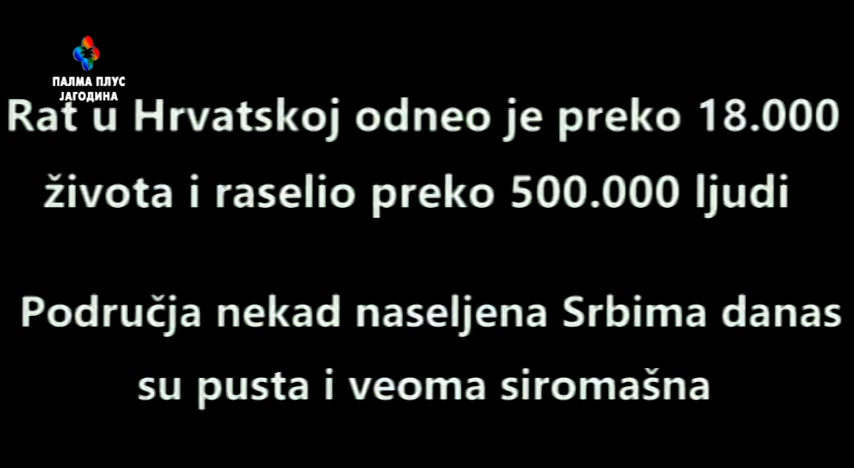 ПАЛМА ПЛУС
ЈАГОДИНА
Rat u Hrvatskoj odneo je preko 18.000
života i raselio preko 500.000 ljudi
Područja nekad naseljena Srbima danas
su pusta i veoma siromašna